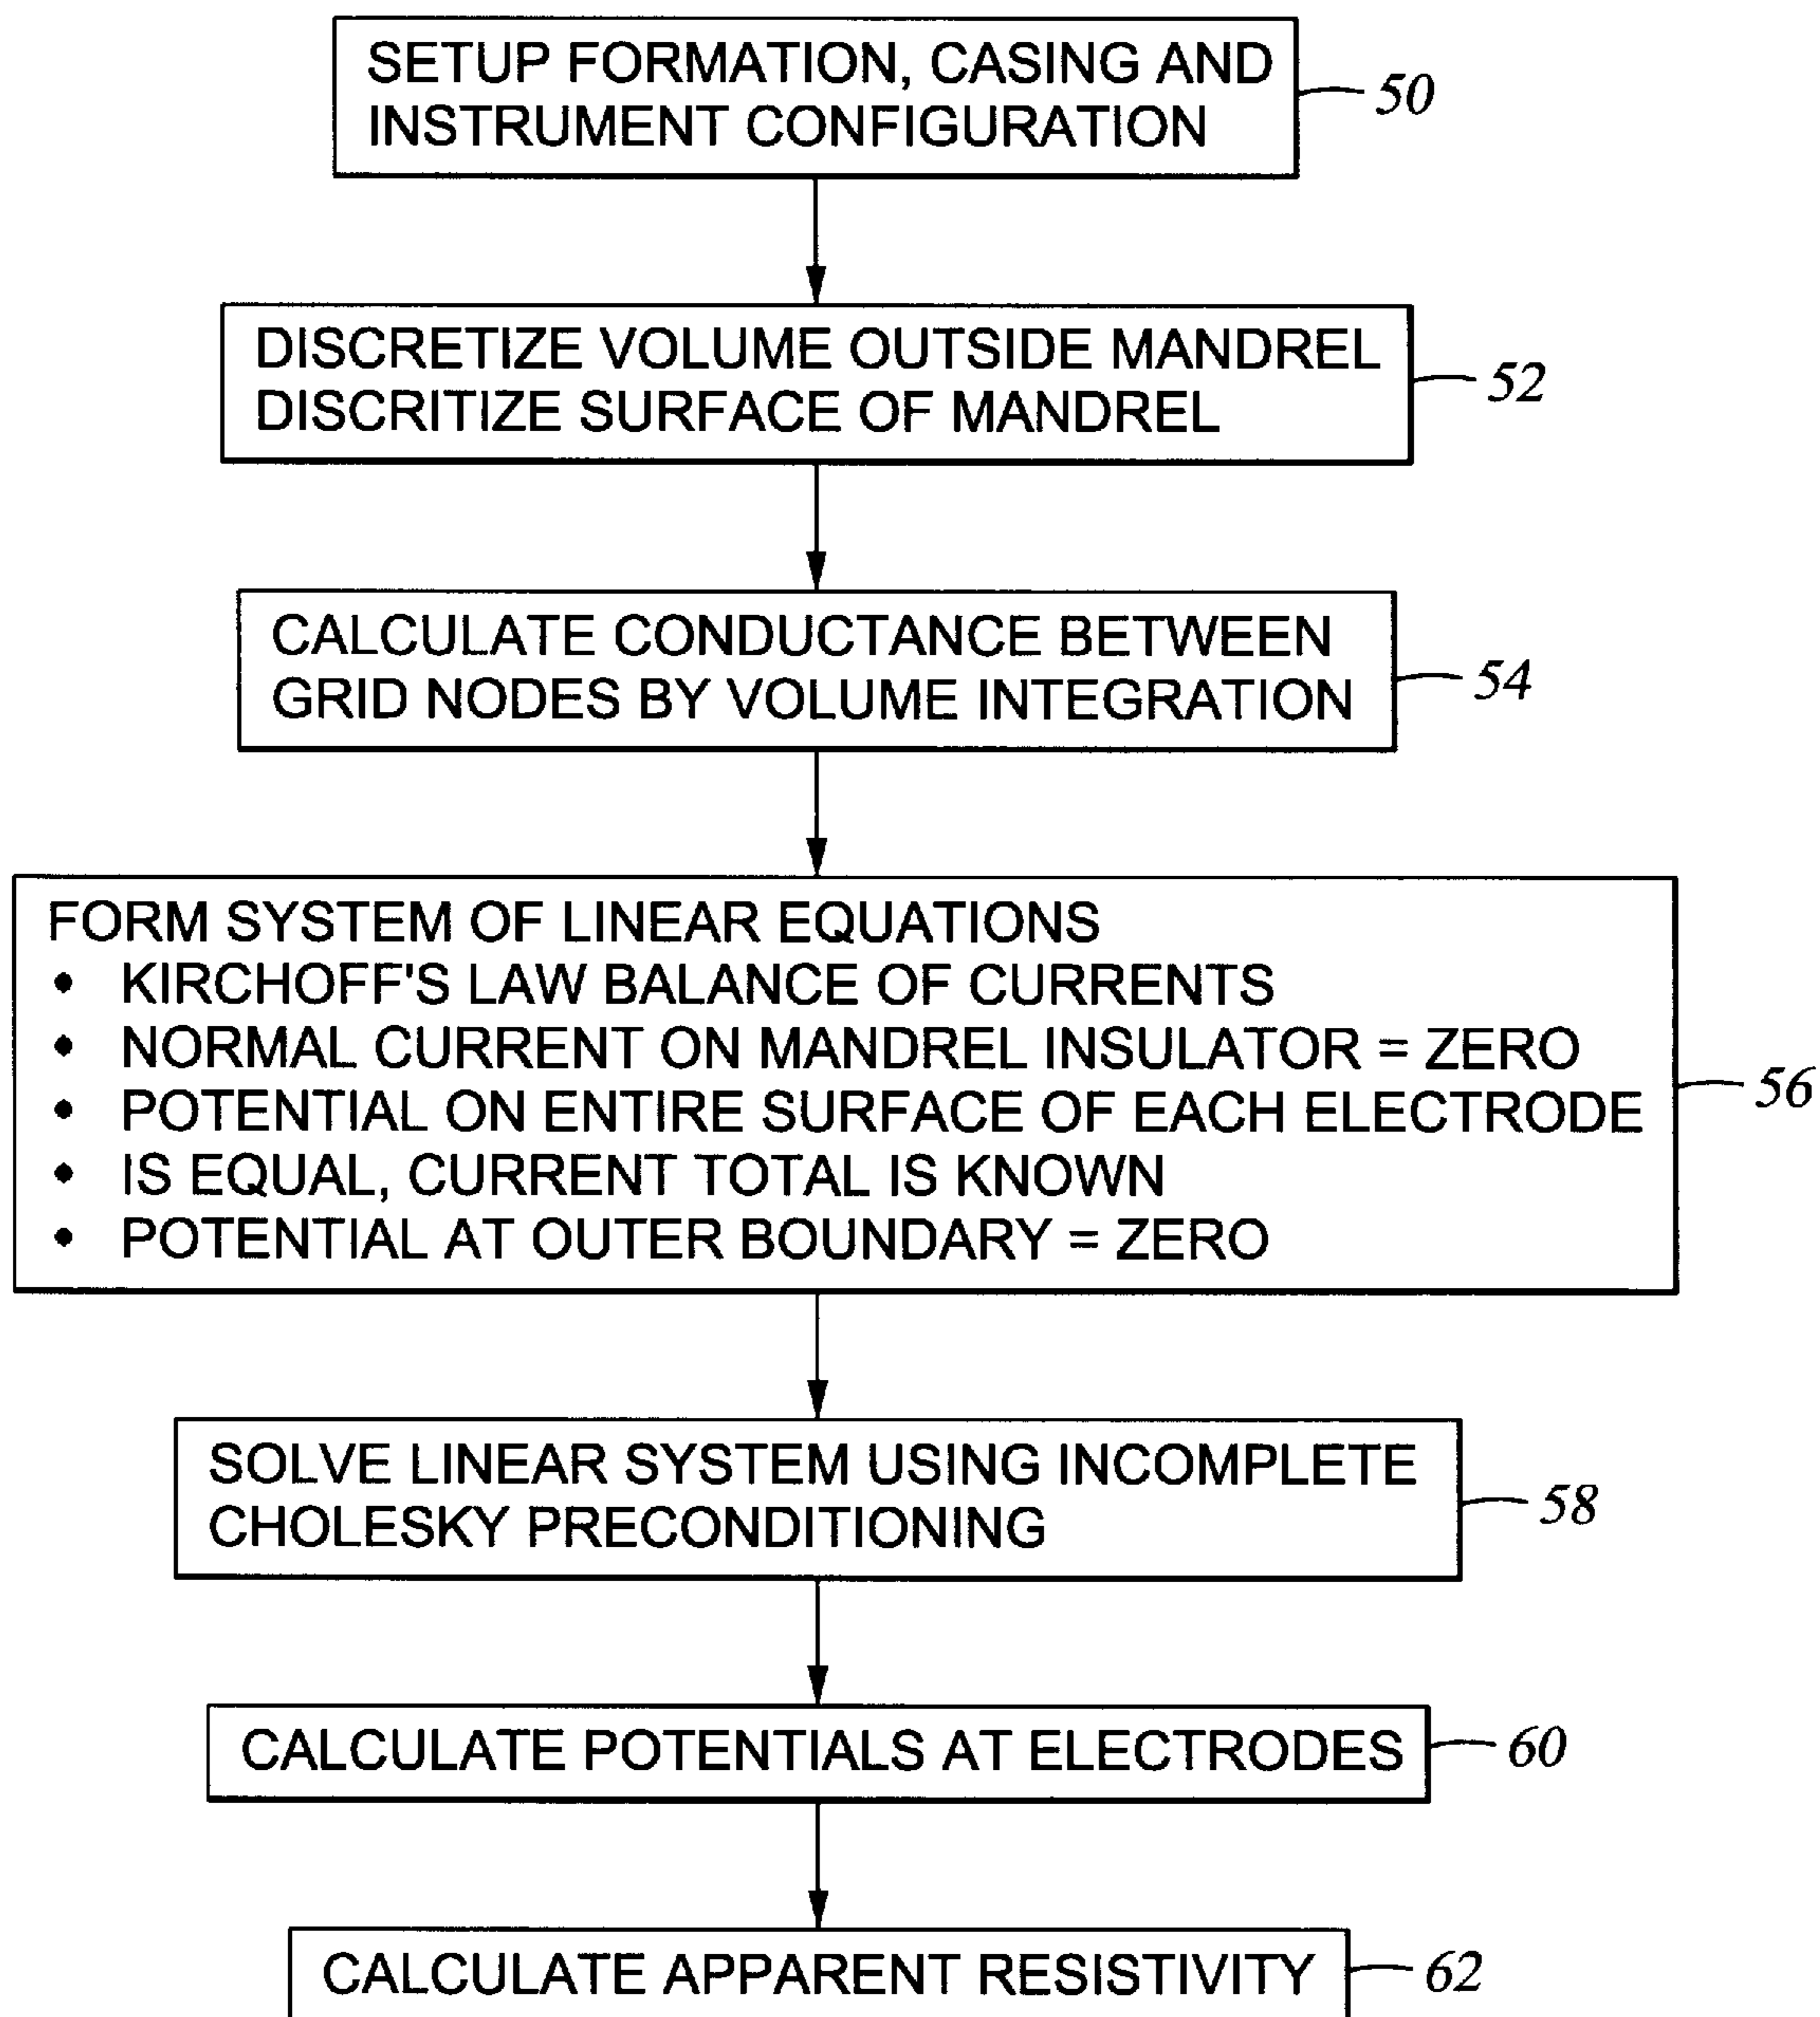 SETUP FORMATION, CASING AND
INSTRUMENT CONFIGURATION
50
DISCRETIZE VOLUME OUTSIDE MANDREL
DISCRITIZE SURFACE OF MANDREL
52
CALCULATE CONDUCTANCE BETWEEN
GRID NODES BY VOLUME INTEGRATION
54
FORM SYSTEM OF LINEAR EQUATIONS
• KIRCHOFF'S LAW BALANCE OF CURRENTS
• NORMAL CURRENT ON MANDREL INSULATOR = ZERO
• POTENTIAL ON ENTIRE SURFACE OF EACH ELECTRODE
• IS EQUAL, CURRENT TOTAL IS KNOWN
• POTENTIAL AT OUTER BOUNDARY = ZERO
56
SOLVE LINEAR SYSTEM USING INCOMPLETE
CHOLESKY PRECONDITIONING
58
CALCULATE POTENTIALS AT ELECTRODES
60
CALCULATE APPARENT RESISTIVITY
62